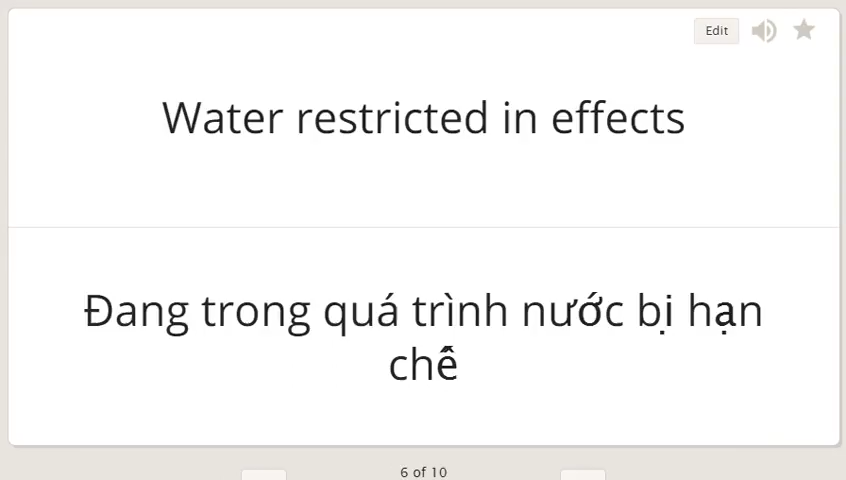 Edit
Water restricted in effects
Đang trong quá trình nước bị hạn
chế
6 of 10